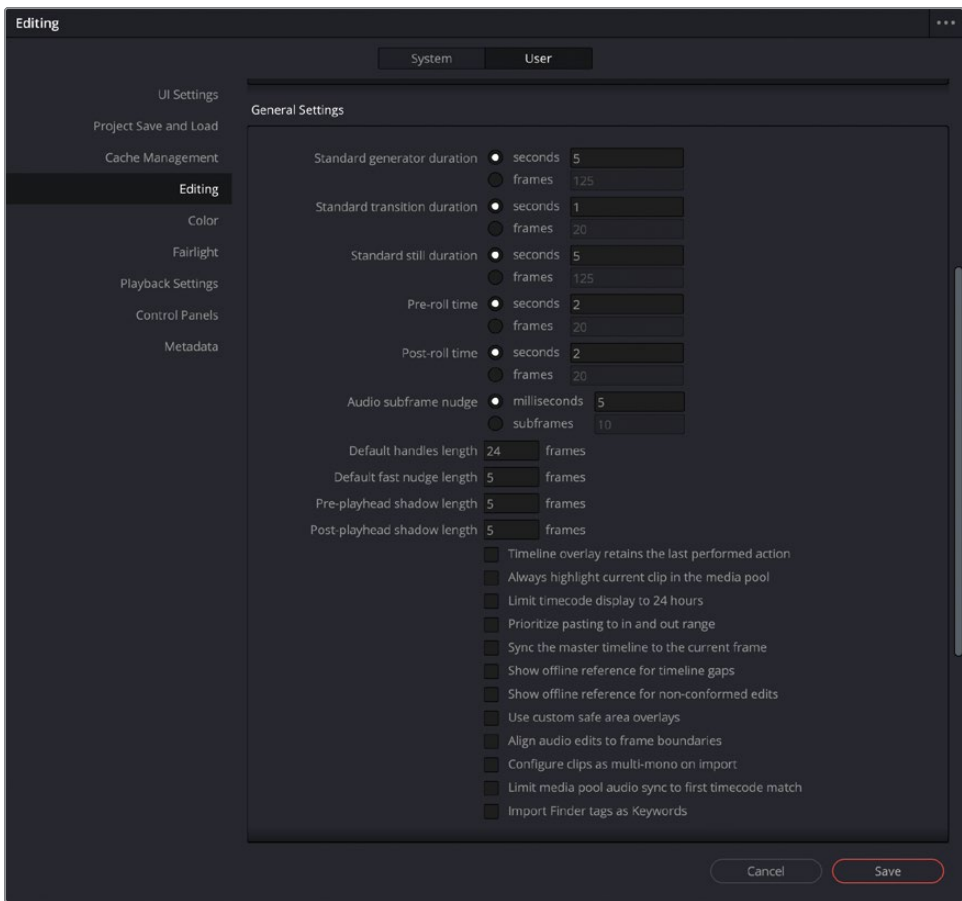 Editing
System User
UI Settings
Project Save and Load
Cache Management
Editing
Color
Fairlight
Playback Settings
Control Panels
Metadata
General Settings
Standard generator duration seconds 5
frames 125
Standard transition duration seconds 1
frames 20
Standard still duration seconds 5
frames 125
Pre-roll time seconds 2
frames 20
Post-roll time seconds 2
frames 20
Audio subframe nudge milliseconds 5
subframes 10
Default handles length 24 frames
Default fast nudge length 5 frames
Pre-playhead shadow length 5 frames
Post-playhead shadow length 5 frames
Timeline overlay retains the last performed action
Always highlight current clip in the media pool
Limit timecode display to 24 hours
Prioritize pasting to in and out range
Sync the master timeline to the current frame
Show offline reference for timeline gaps
Show offline reference for non-conformed edits
Use custom safe area overlays
Align audio edits to frame boundaries
Configure clips as multi-mono on import
Limit media pool audio sync to first timecode match
Import Finder tags as Keywords
Cancel Save